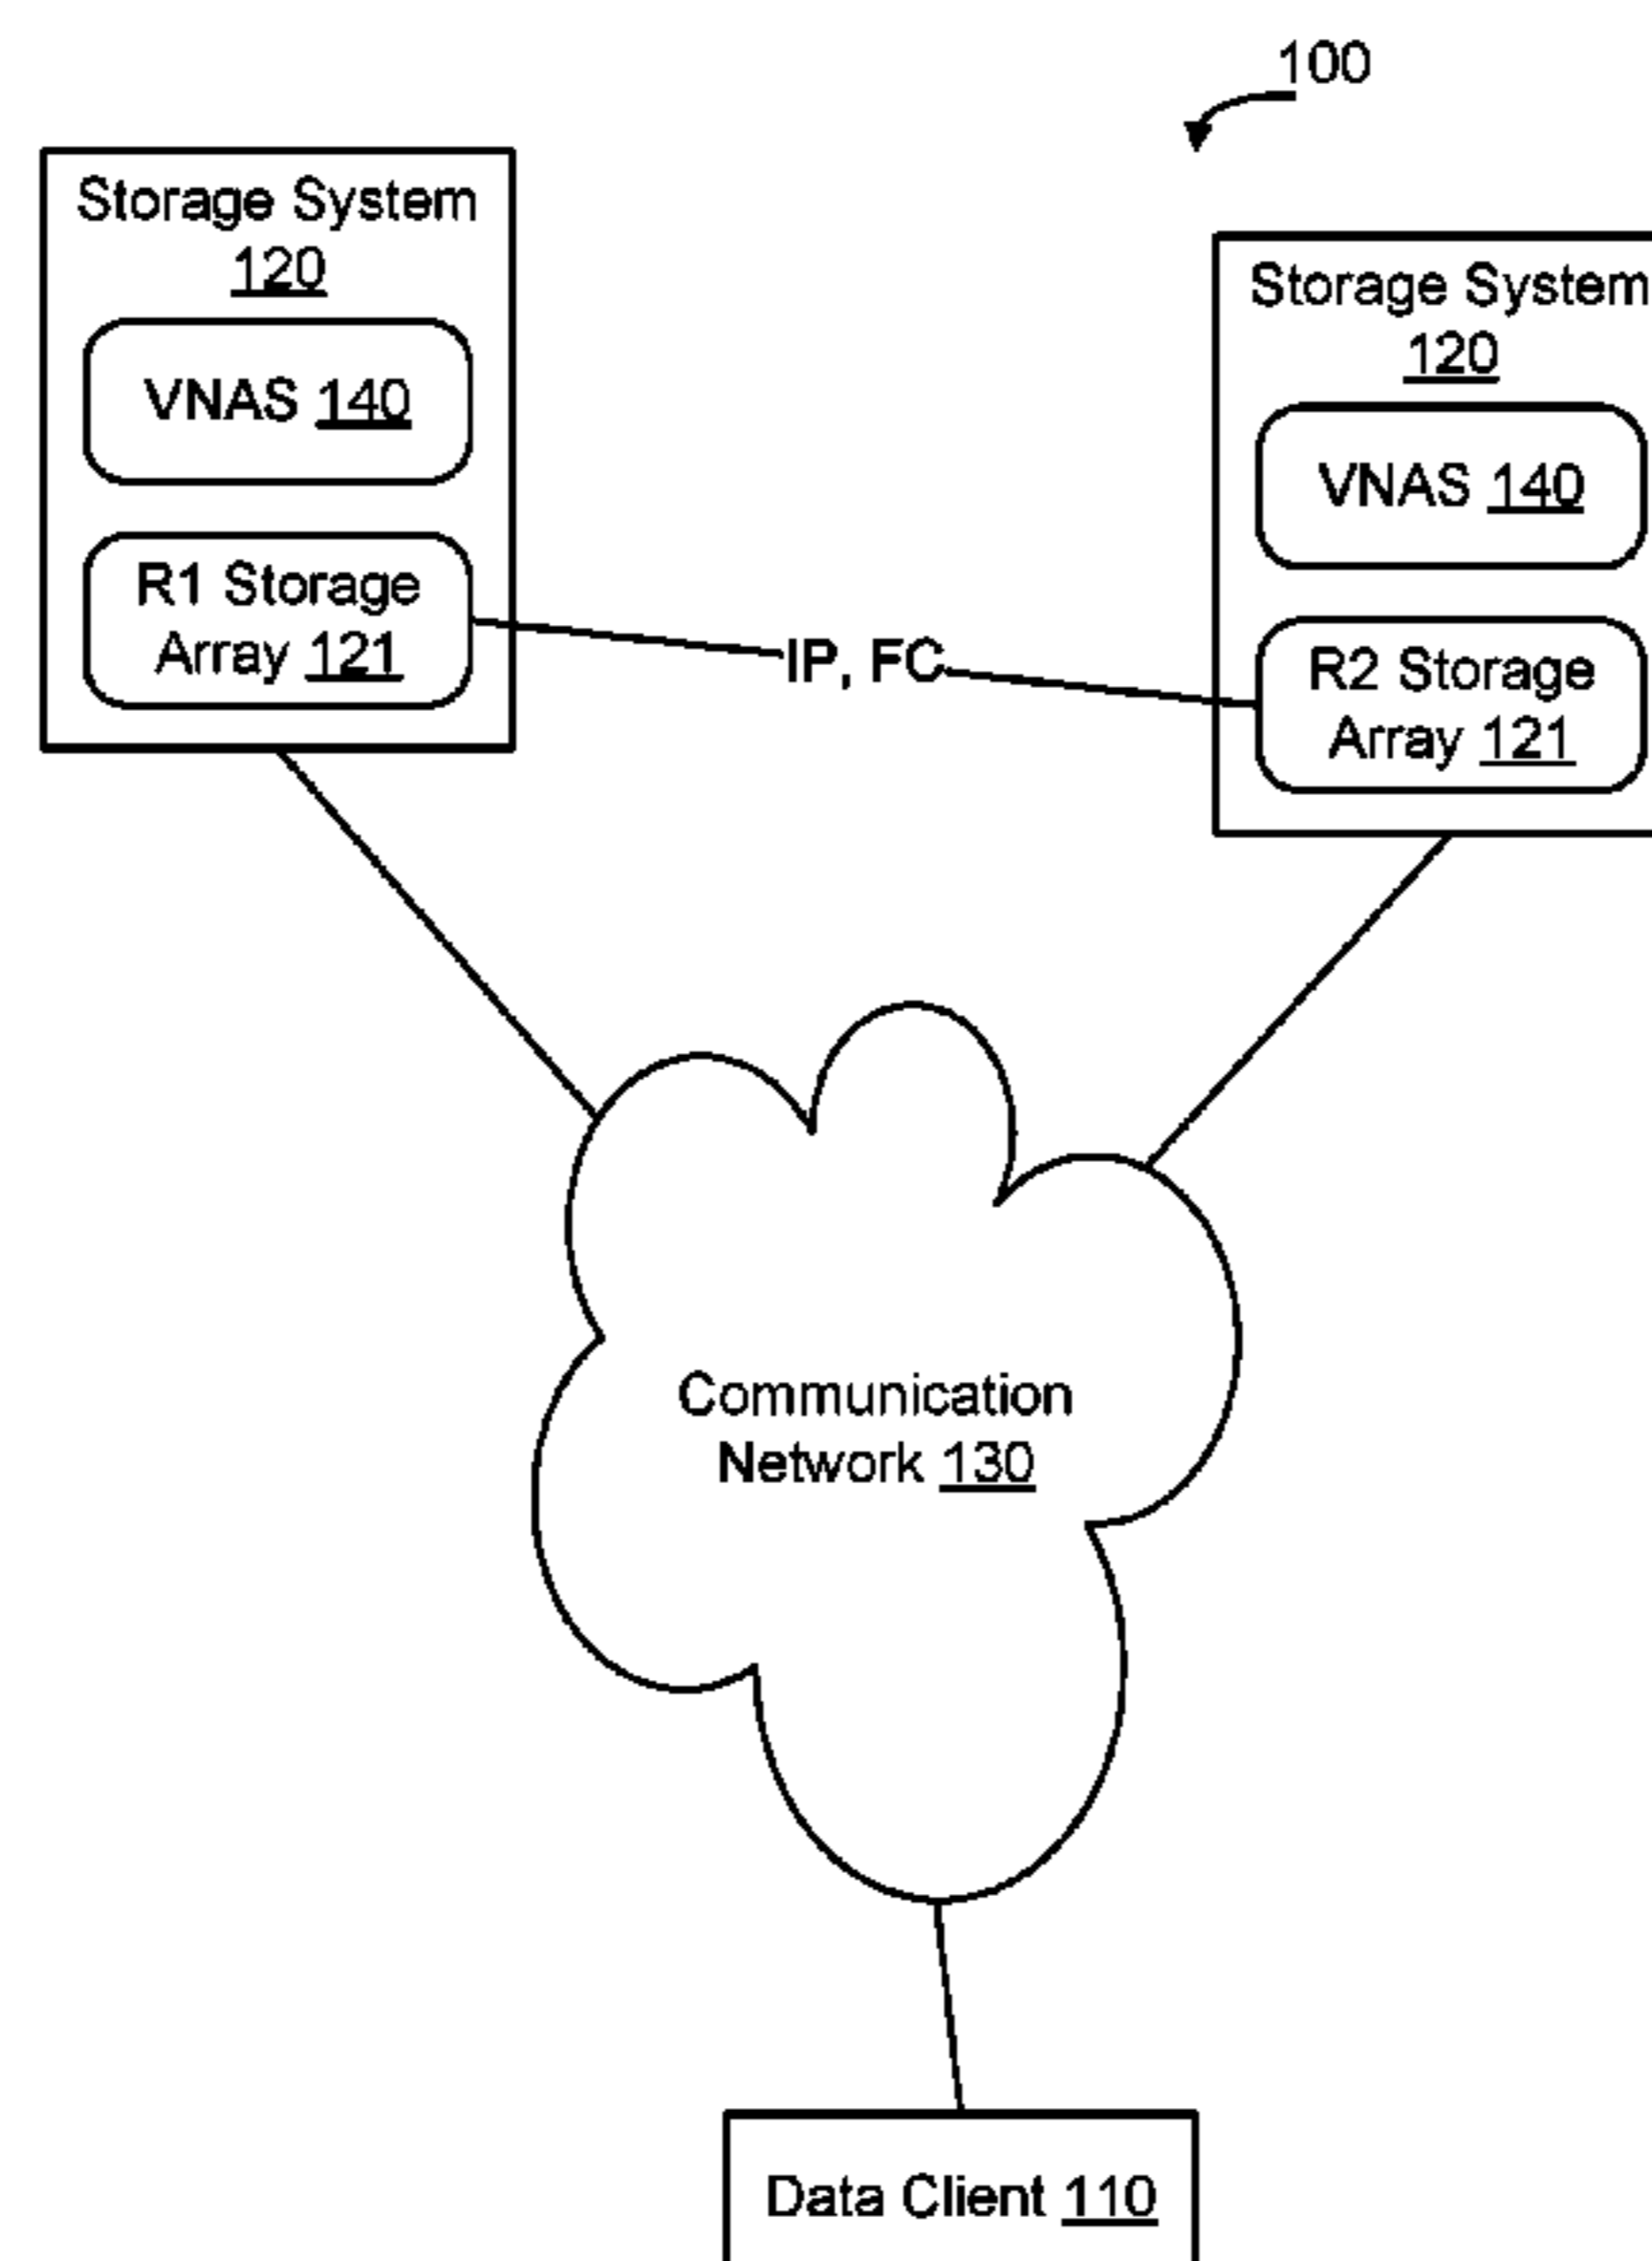 100
Storage System
120
VNAS 140
R1 Storage
Array 121
IP, FC
Storage System
120
VNAS 140
R2 Storage
Array 121
Communication
Network 130
Data Client 110